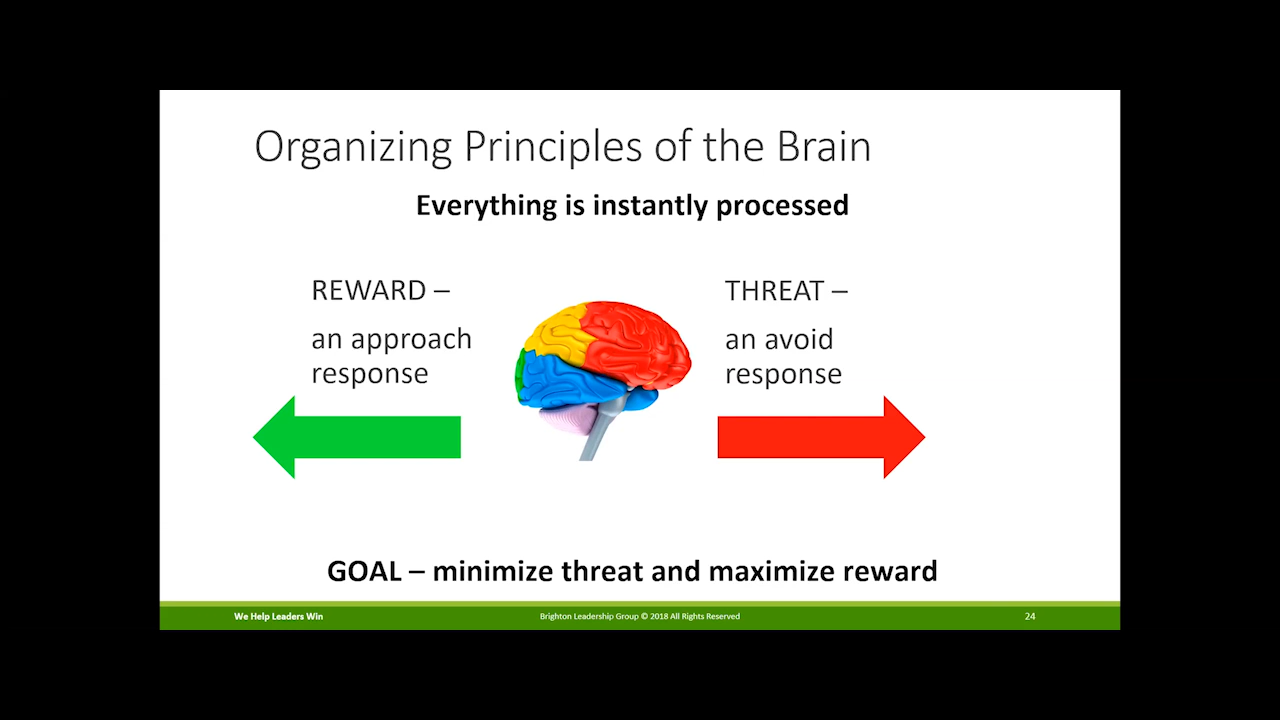 Organizing Principles of the Brain
Everything is instantly processed
REWARD –
an approach
response
THREAT –
an avoid
response
GOAL – minimize threat and maximize reward
We Help Leaders Win
Brighton Leadership Group © 2018 All Rights Reserved
24